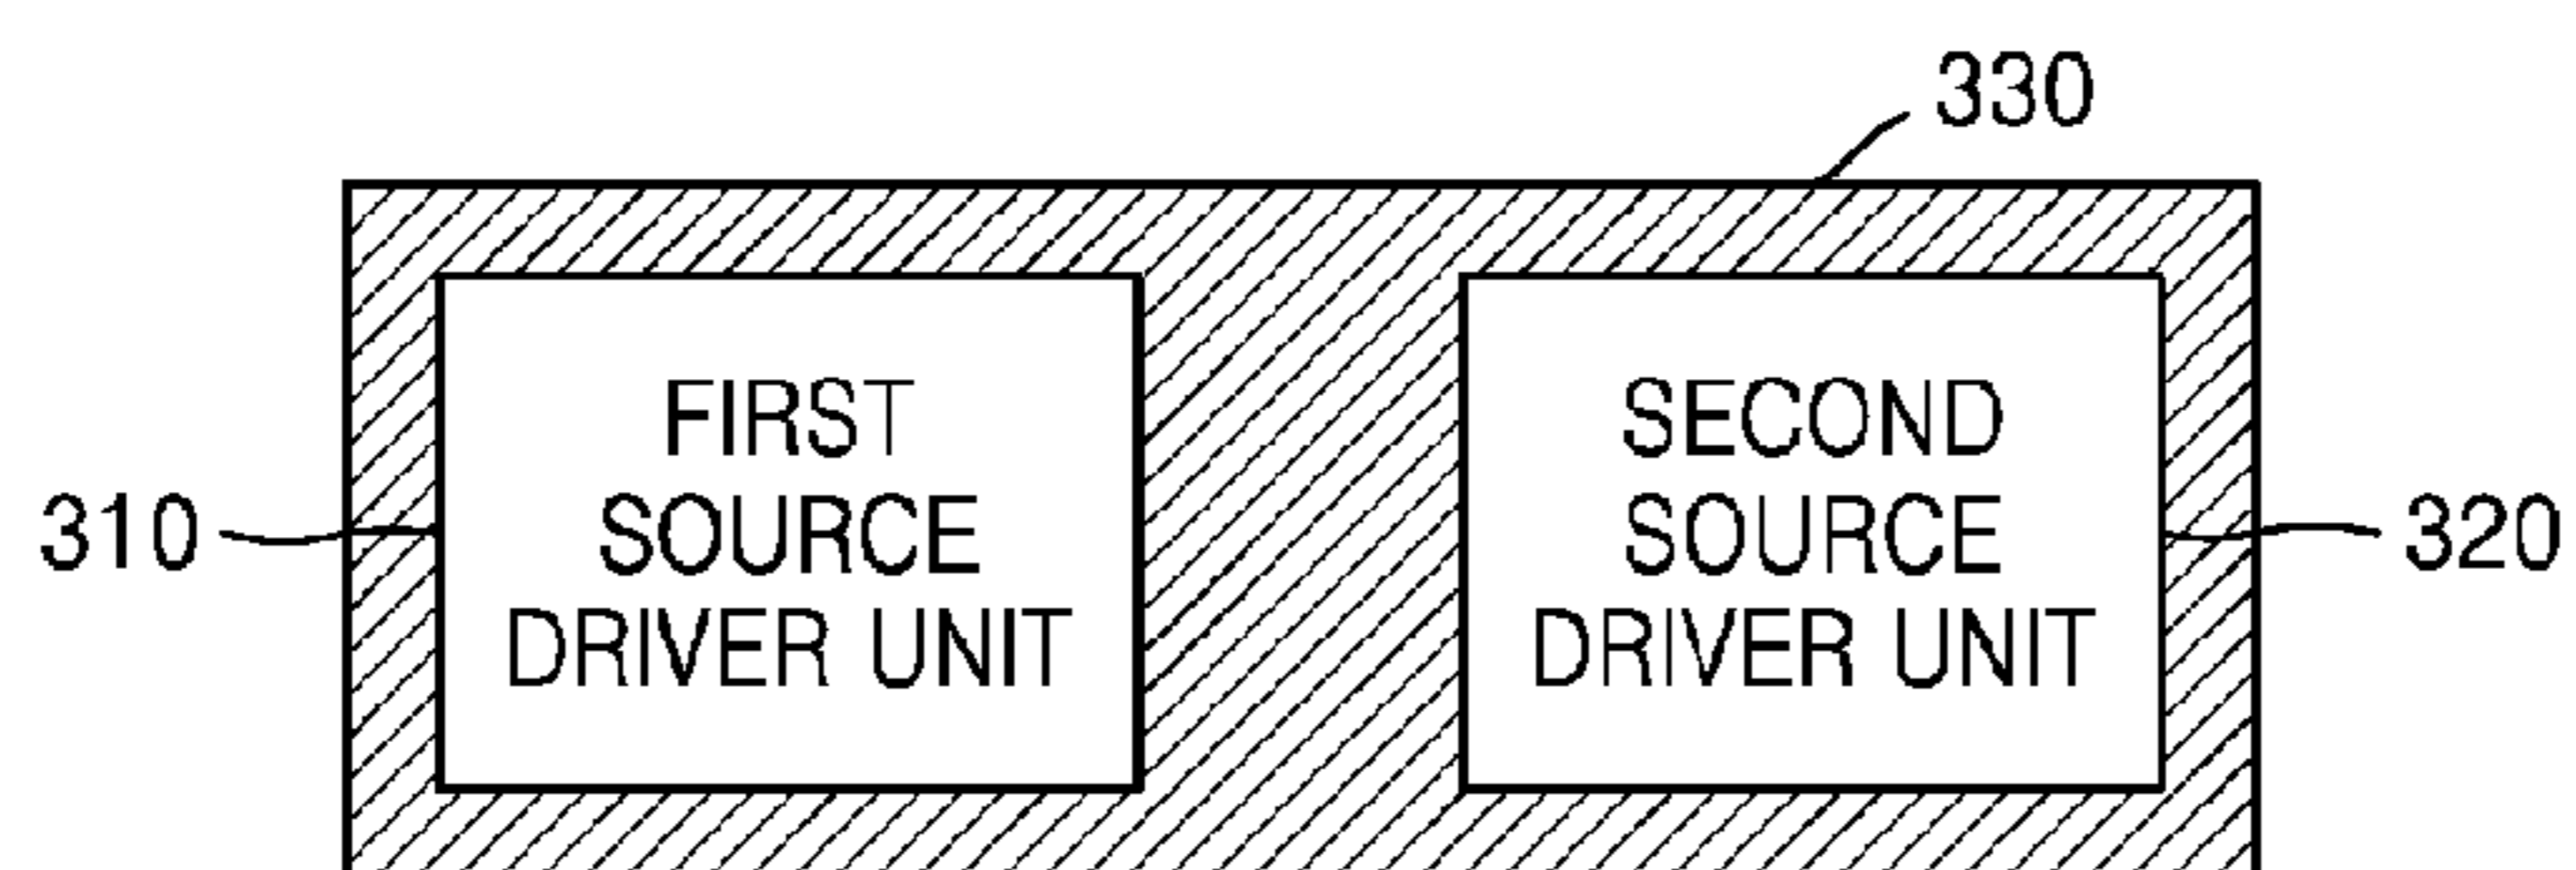 330
FIRST
SOURCE
DRIVER UNIT
SECOND
SOURCE
DRIVER UNIT
310
320